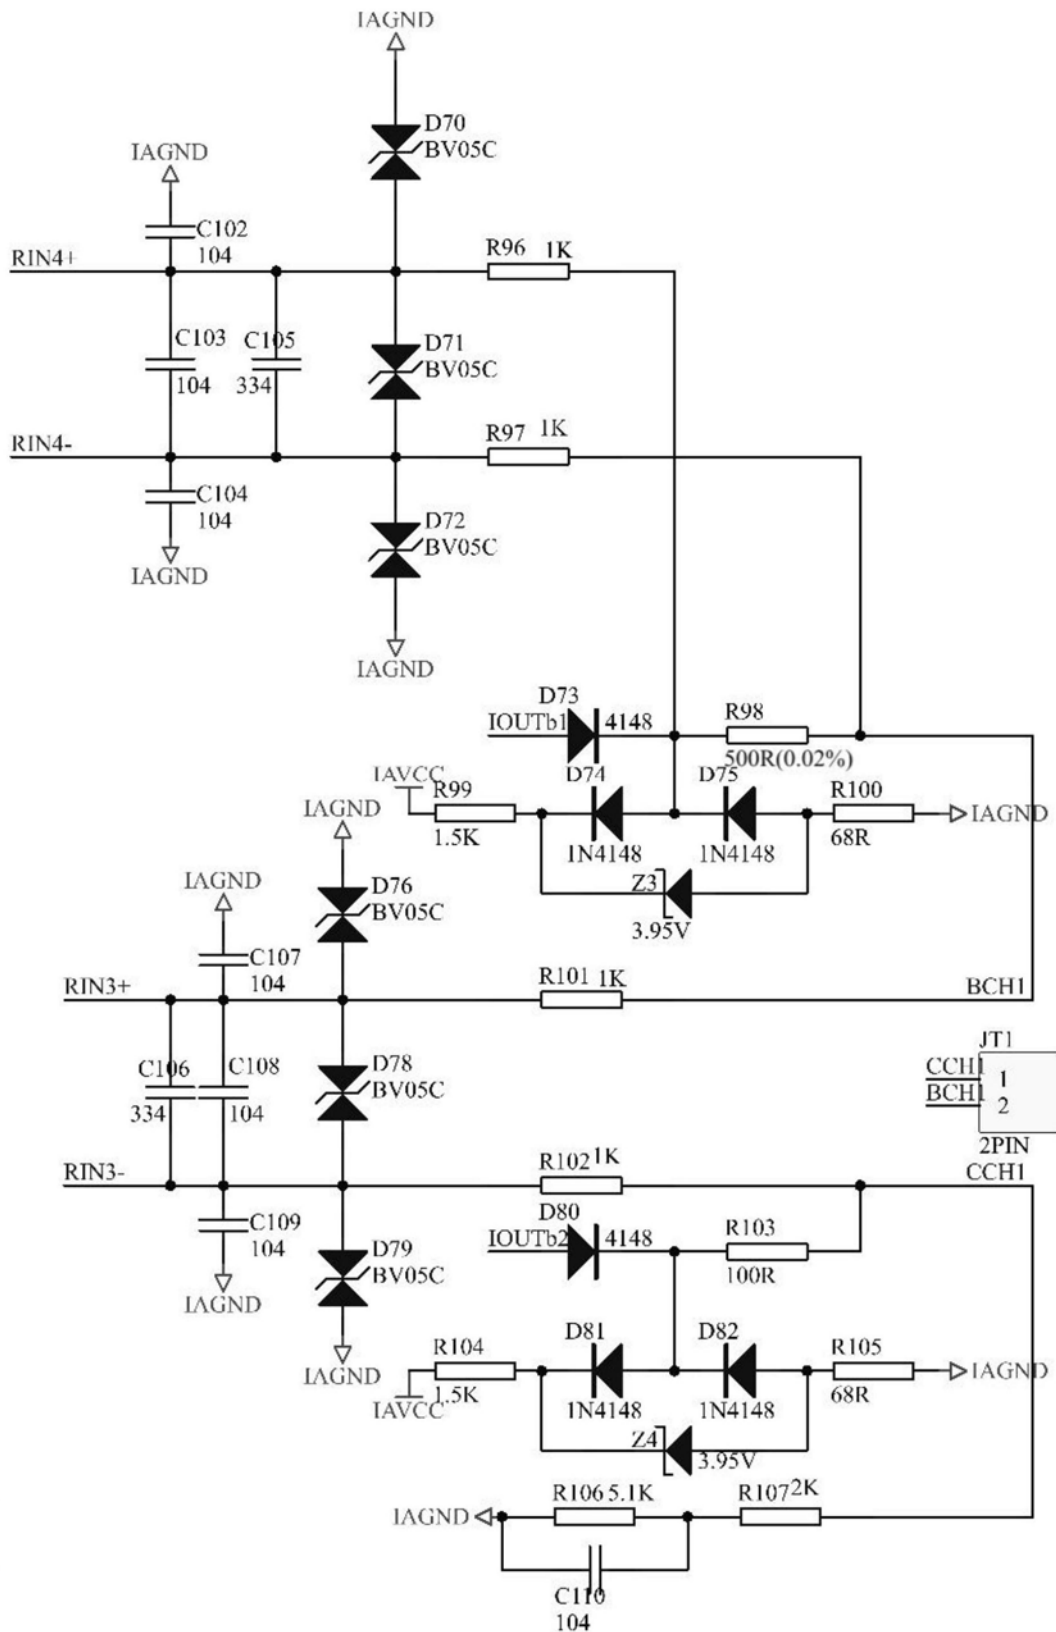 IAGND
D70
BV05C
IAGND
C102
104
RIN4+
R96 1K
C103
104
C105
334
D71
BV05C
RIN4-
R97 1K
C104
104
IAGND
D72
BV05C
IAGND
D73
IOUTb1
4148
R98
500R(0.02%)
IAVCC
R99
1.5K
D74
1N4148
D75
1N4148
R100
68R
IAGND
Z3
3.95V
IAGND
D76
BV05C
IAGND
C107
104
RIN3+
R101 1K
BCH1
C106
334
C108
104
D78
BV05C
JT1
CCH1 1
BCH1 2
2PIN
RIN3-
R102 1K
CCH1
C109
104
IAGND
D79
BV05C
IAGND
D80
IOUTb2
4148
R103
100R
R104
1.5K
IAVCC
D81
1N4148
D82
1N4148
R105
68R
IAGND
Z4
3.95V
IAGND
R106 5.1K
R107 2K
C110
104